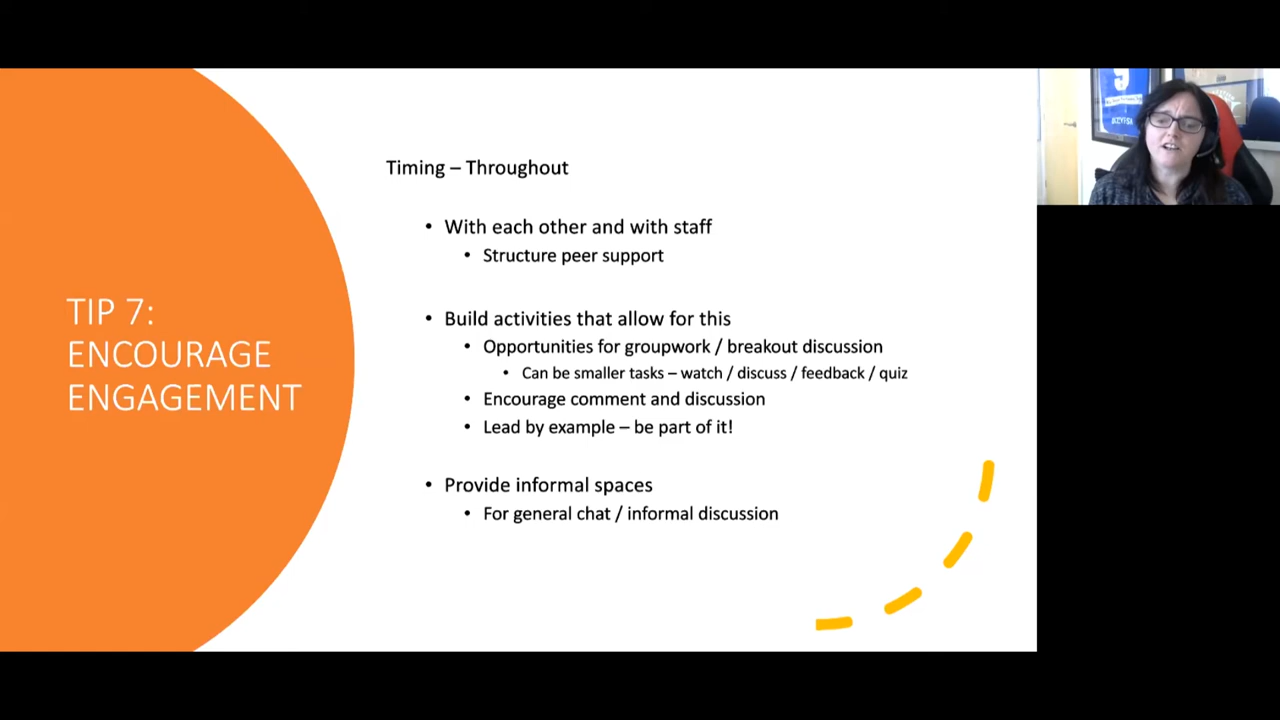 TIP 7:
ENCOURAGE
ENGAGEMENT
Timing – Throughout
• With each other and with staff
• Structure peer support
• Build activities that allow for this
• Opportunities for groupwork / breakout discussion
• Can be smaller tasks – watch / discuss / feedback / quiz
• Encourage comment and discussion
• Lead by example – be part of it!
• Provide informal spaces
• For general chat / informal discussion